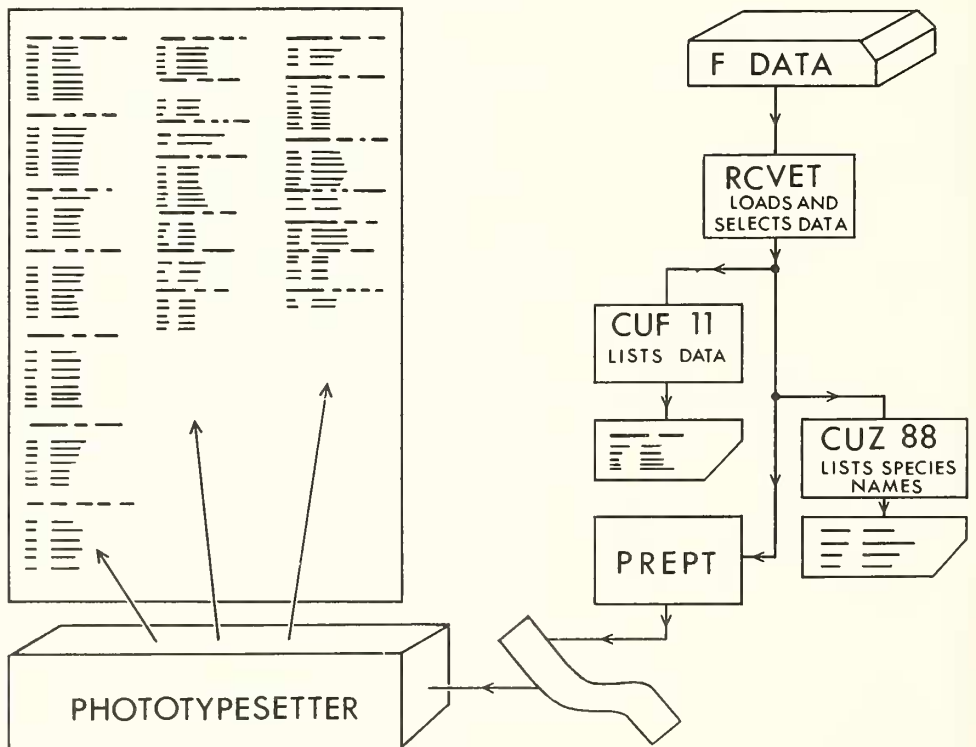 F DATA
RCVET
LOADS AND
SELECTS DATA
CUF 11
LISTS DATA
CUZ 88
LISTS SPECIES
NAMES
PREPT
PHOTOTYPESETTER